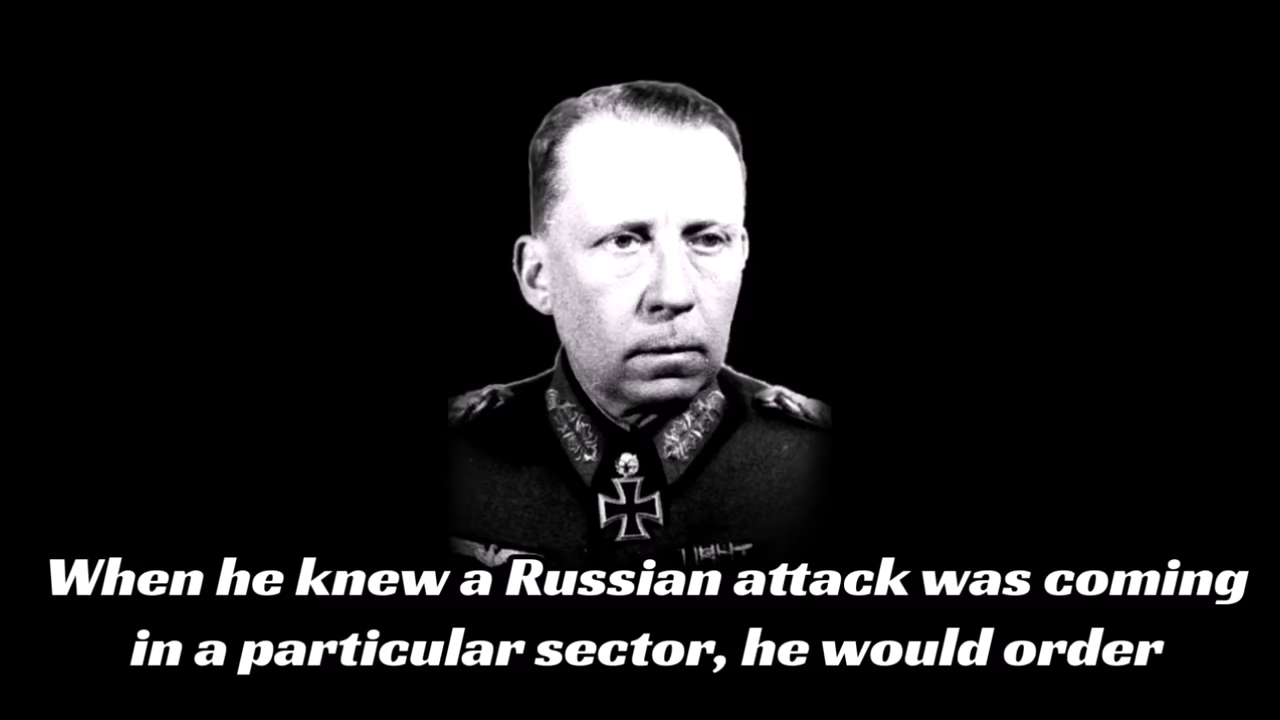 When he knew a Russian attack was coming
in a particular sector, he would order